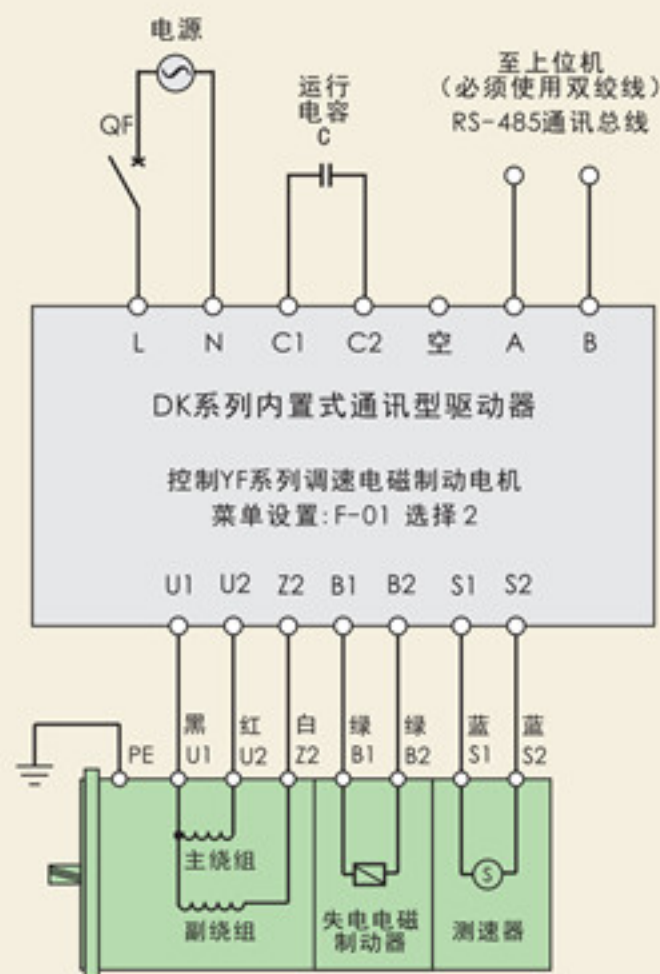 电源
至上位机
(必须使用双绞线)
RS-485通讯总线
运行
电容
C
QF
L N C1 C2 空 A B
DK系列内置式通讯型驱动器
控制YF系列调速电磁制动电机
菜单设置:F-01 选择2
U1 U2 Z2 B1 B2 S1 S2
黑 红 白 绿 绿 蓝 蓝
PE U1 U2 Z2 B1 B2 S1 S2
主绕组
S
副绕组
失电电磁
制动器
测速器